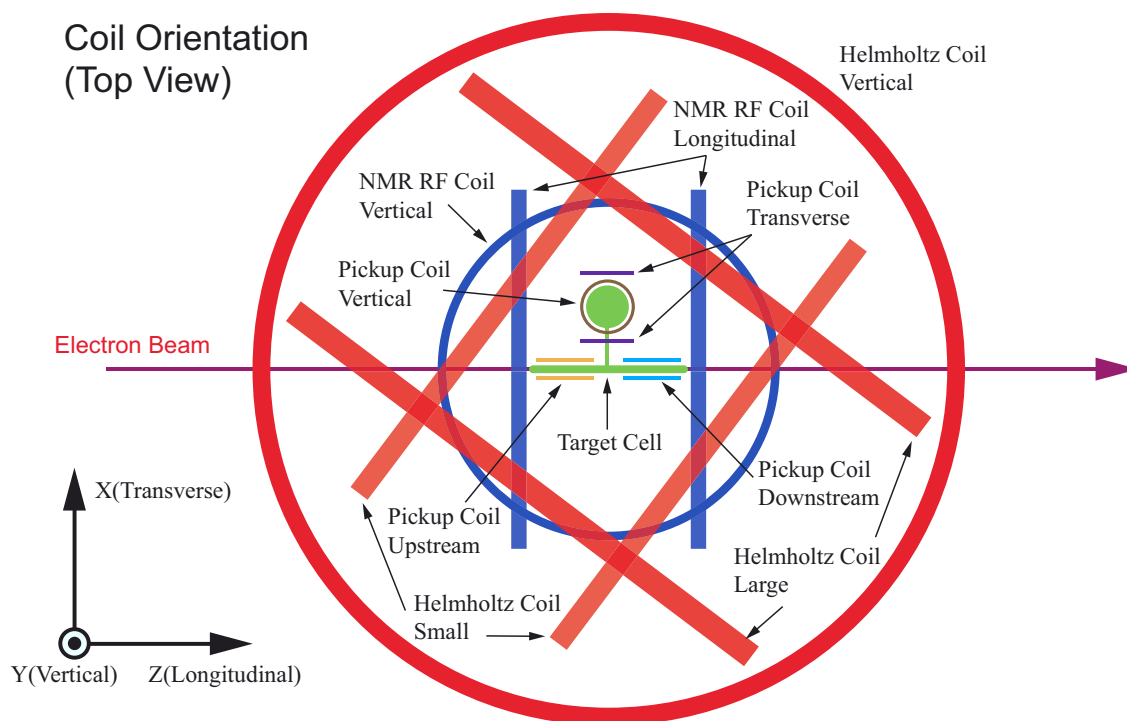 Coil Orientation
(Top View)
Helmholtz Coil
Vertical
NMR RF Coil
Longitudinal
NMR RF Coil
Vertical
Pickup Coil
Transverse
Pickup Coil
Vertical
Electron Beam
Target Cell
Pickup Coil
Downstream
X(Transverse)
Pickup Coil
Upstream
Helmholtz Coil
Large
Helmholtz Coil
Small
Y(Vertical)
Z(Longitudinal)